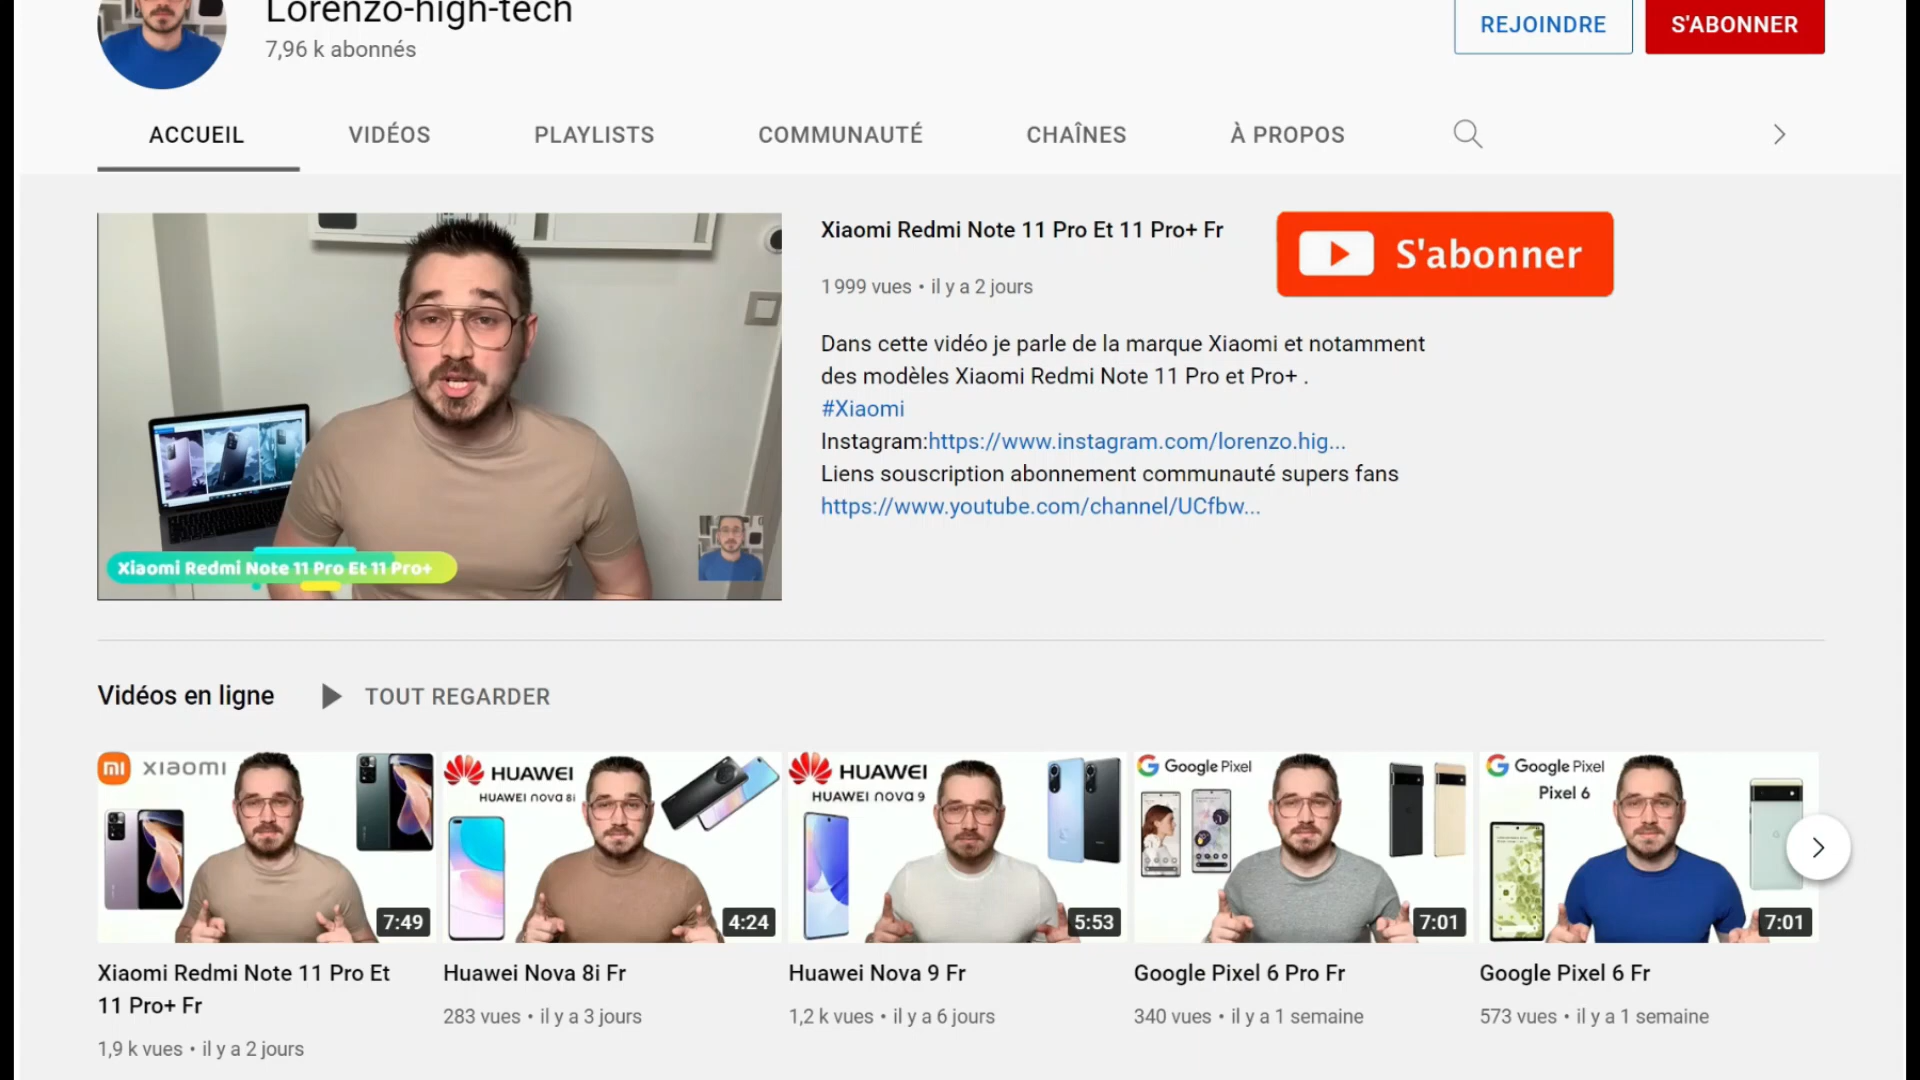 Lorenzo-high-tech
7,96 k abonnés
REJOINDRE
S'ABONNER
ACCUEIL
VIDÉOS
PLAYLISTS
COMMUNAUTÉ
CHAÎNES
À PROPOS
Xiaomi Redmi Note 11 Pro Et 11 Pro+
Xiaomi Redmi Note 11 Pro Et 11 Pro+ Fr
1 999 vues • il y a 2 jours
S'abonner
Dans cette vidéo je parle de la marque Xiaomi et notamment
des modèles Xiaomi Redmi Note 11 Pro et Pro+ .
#Xiaomi
Instagram:https://www.instagram.com/lorenzo.hig...
Liens souscription abonnement communauté supers fans
https://www.youtube.com/channel/UCfbw...
Vidéos en ligne
TOUT REGARDER
mi xiaomi
7:49
HUAWEI
HUAWEI nova 8i
4:24
HUAWEI
HUAWEI nova 9
5:53
Google Pixel
7:01
Google Pixel
Pixel 6
7:01
Xiaomi Redmi Note 11 Pro Et
11 Pro+ Fr
1,9 k vues • il y a 2 jours
Huawei Nova 8i Fr
283 vues • il y a 3 jours
Huawei Nova 9 Fr
1,2 k vues • il y a 6 jours
Google Pixel 6 Pro Fr
340 vues • il y a 1 semaine
Google Pixel 6 Fr
573 vues • il y a 1 semaine